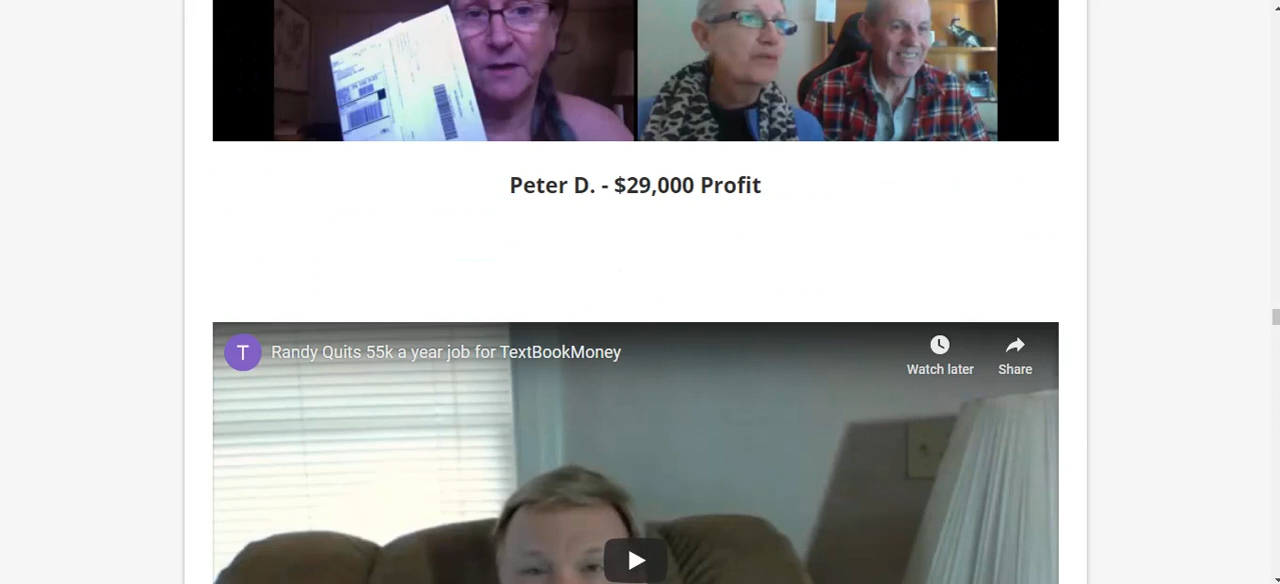 Peter D. - $29,000 Profit
T
Randy Quits 55k a year job for TextBookMoney
Watch later
Share